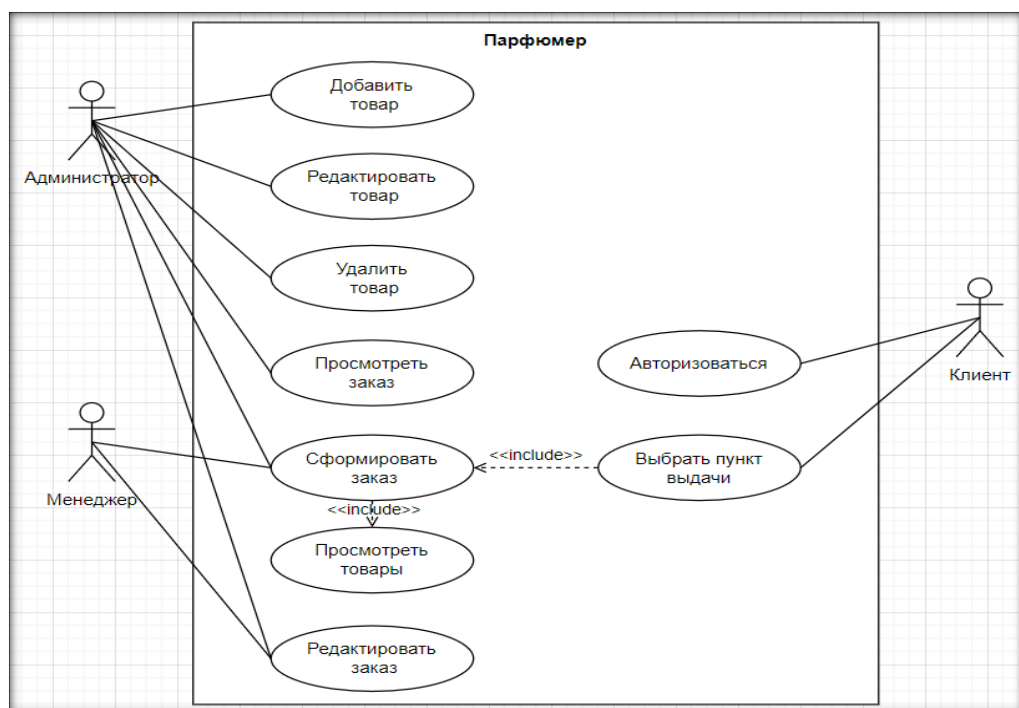 Парфюмер
Добавить
товар
Администратор
Редактировать
товар
Удалить
товар
Просмотреть
заказ
Авторизоваться
Клиент
Менеджер
Сформировать
заказ
<<include>>
Выбрать пункт
выдачи
<<include>>
Просмотреть
товары
Редактировать
заказ